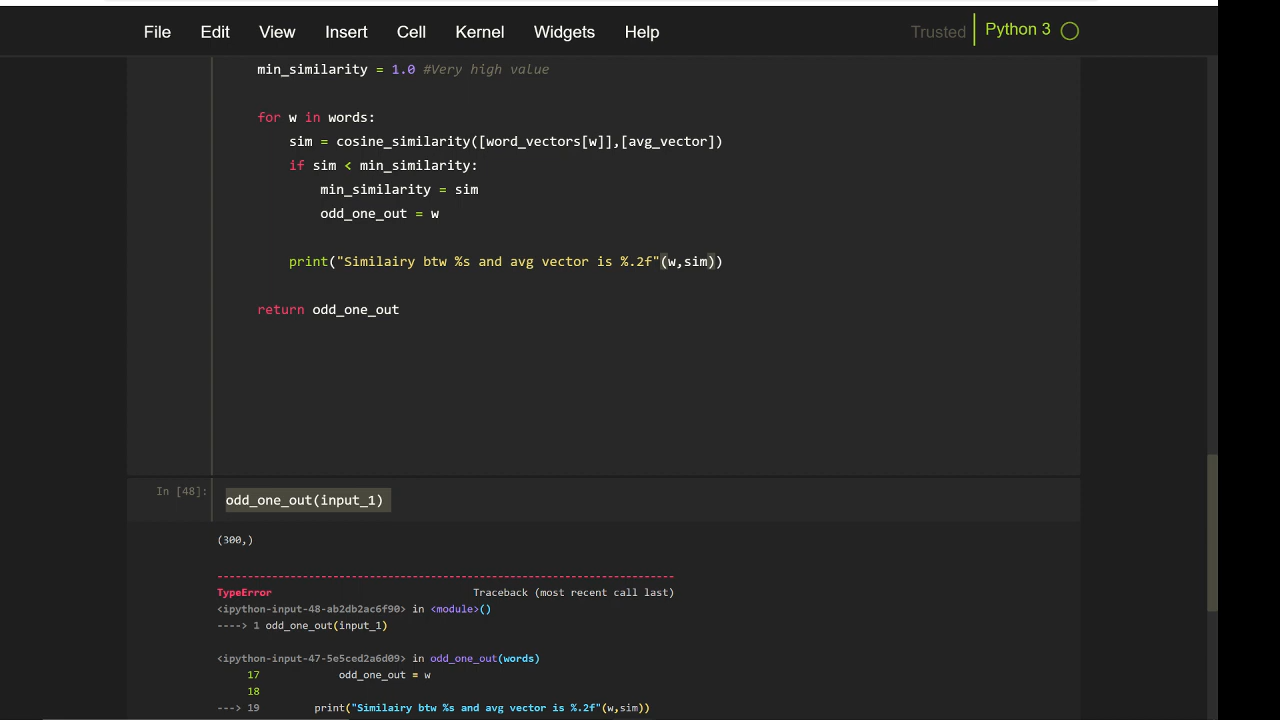 File Edit View Insert Cell Kernel Widgets Help Trusted Python 3
min_similarity = 1.0 #Very high value
for w in words:
sim = cosine_similarity([word_vectors[w]],[avg_vector])
if sim < min_similarity:
min_similarity = sim
odd_one_out = w
print("Similairy btw %s and avg vector is %.2f"(w,sim))
return odd_one_out
In [48]: odd_one_out(input_1)
(300,)
---------------------------------------------------------------------------
TypeError Traceback (most recent call last)
<ipython-input-48-ab2db2ac6f90> in <module>()
----> 1 odd_one_out(input_1)
<ipython-input-47-5e5ced2a6d09> in odd_one_out(words)
17 odd_one_out = w
18
---> 19 print("Similairy btw %s and avg vector is %.2f"(w,sim))